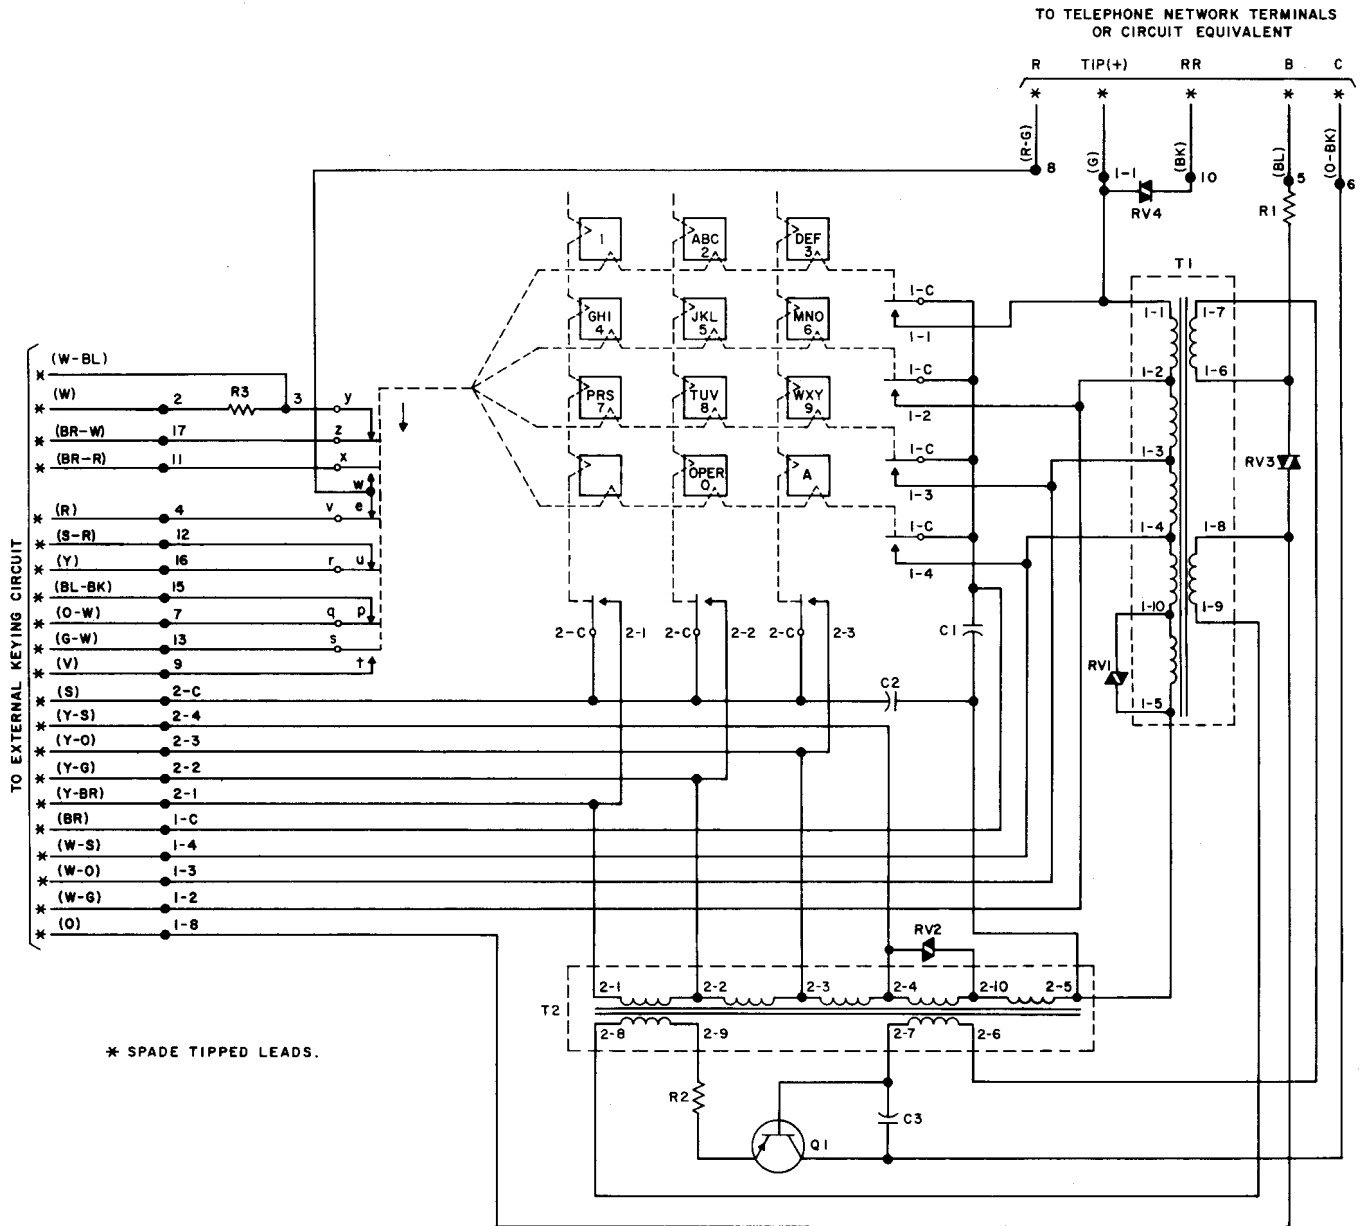 TO TELEPHONE NETWORK TERMINALS
OR CIRCUIT EQUIVALENT
R TIP(+) RR B C
* * * * *
(R-G) (G) (BK) (BL) (O-BK)
8 1-1 10 5 6
RV4 R1
T1
1 ABC 2 DEF 3
GHI 4 JKL 5 MNO 6
PRS 7 TUV 8 WXY 9
OPER 0 A
1-C
1-1
1-C
1-2
1-C
1-3
1-C
1-4
1-1 1-7
1-2 1-6
1-3
RV3
1-4 1-8
1-10 1-9
RV1
1-5
TO EXTERNAL KEYING CIRCUIT
* (W-BL)
* (W) 2 R3 3 y
* (BR-W) 17 z
* (BR-R) 11 x
w
* (R) 4 v e
* (S-R) 12
* (Y) 16 r u
* (BL-BK) 15
* (O-W) 7 q p
* (G-W) 13 s
* (V) 9 t
* (S) 2-C
* (Y-S) 2-4
* (Y-O) 2-3
* (Y-G) 2-2
* (Y-BR) 2-1
* (BR) 1-C
* (W-S) 1-4
* (W-O) 1-3
* (W-G) 1-2
* (O) 1-8
2-C 2-1 2-C 2-2 2-C 2-3 C1
C2
RV2
T2
2-1 2-2 2-3 2-4 2-10 2-5
2-8 2-9 2-7 2-6
R2 C3
Q1
* SPADE TIPPED LEADS.